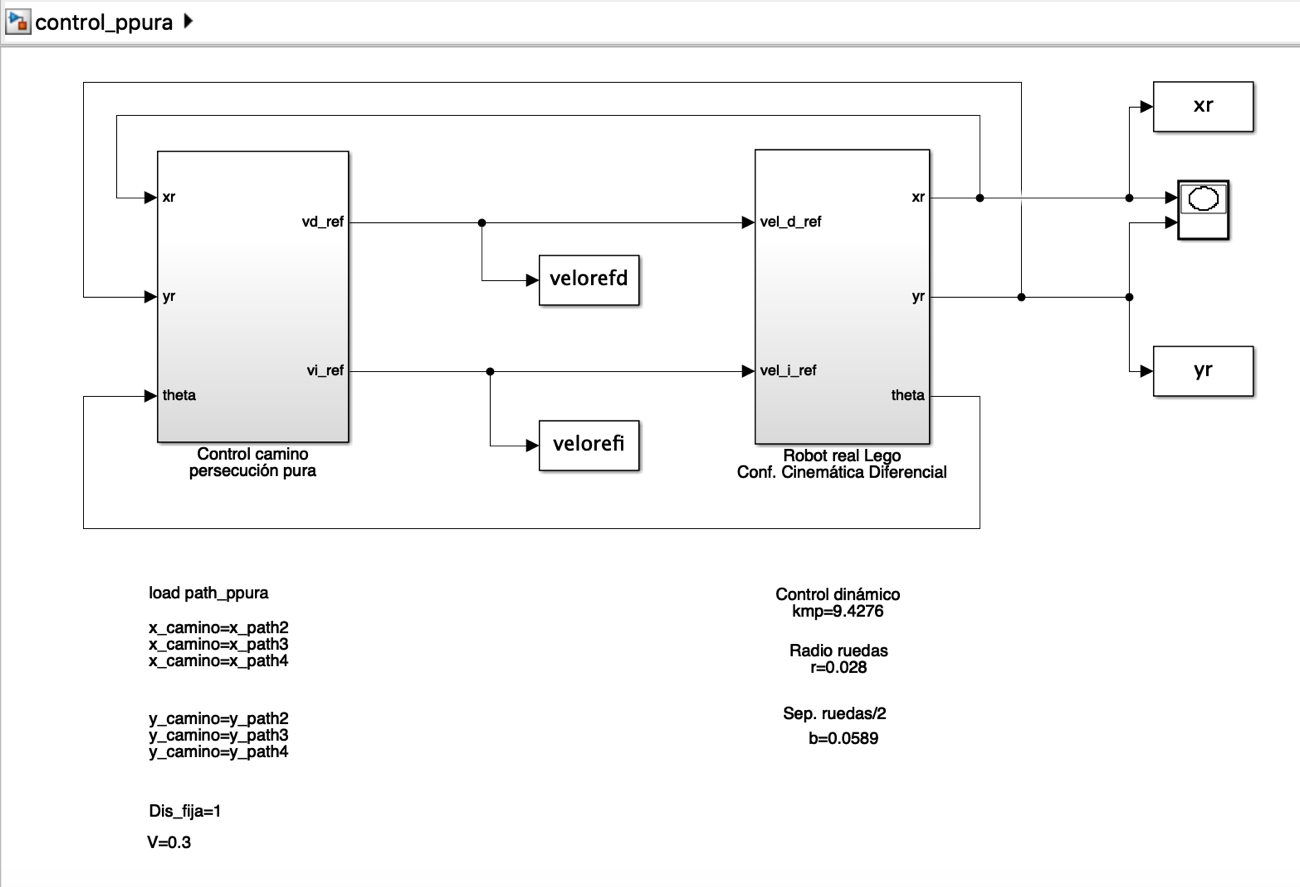 control_ppura
xr
xr
xr
vd_ref
vel_d_ref
velorefd
yr
yr
vi_ref
vel_i_ref
yr
theta
theta
velorefi
Control camino
persecución pura
Robot real Lego
Conf. Cinemática Diferencial
load path_ppura
x_camino=x_path2
x_camino=x_path3
x_camino=x_path4
y_camino=y_path2
y_camino=y_path3
y_camino=y_path4
Dis_fija=1
V=0.3
Control dinámico
kmp=9.4276
Radio ruedas
r=0.028
Sep. ruedas/2
b=0.0589